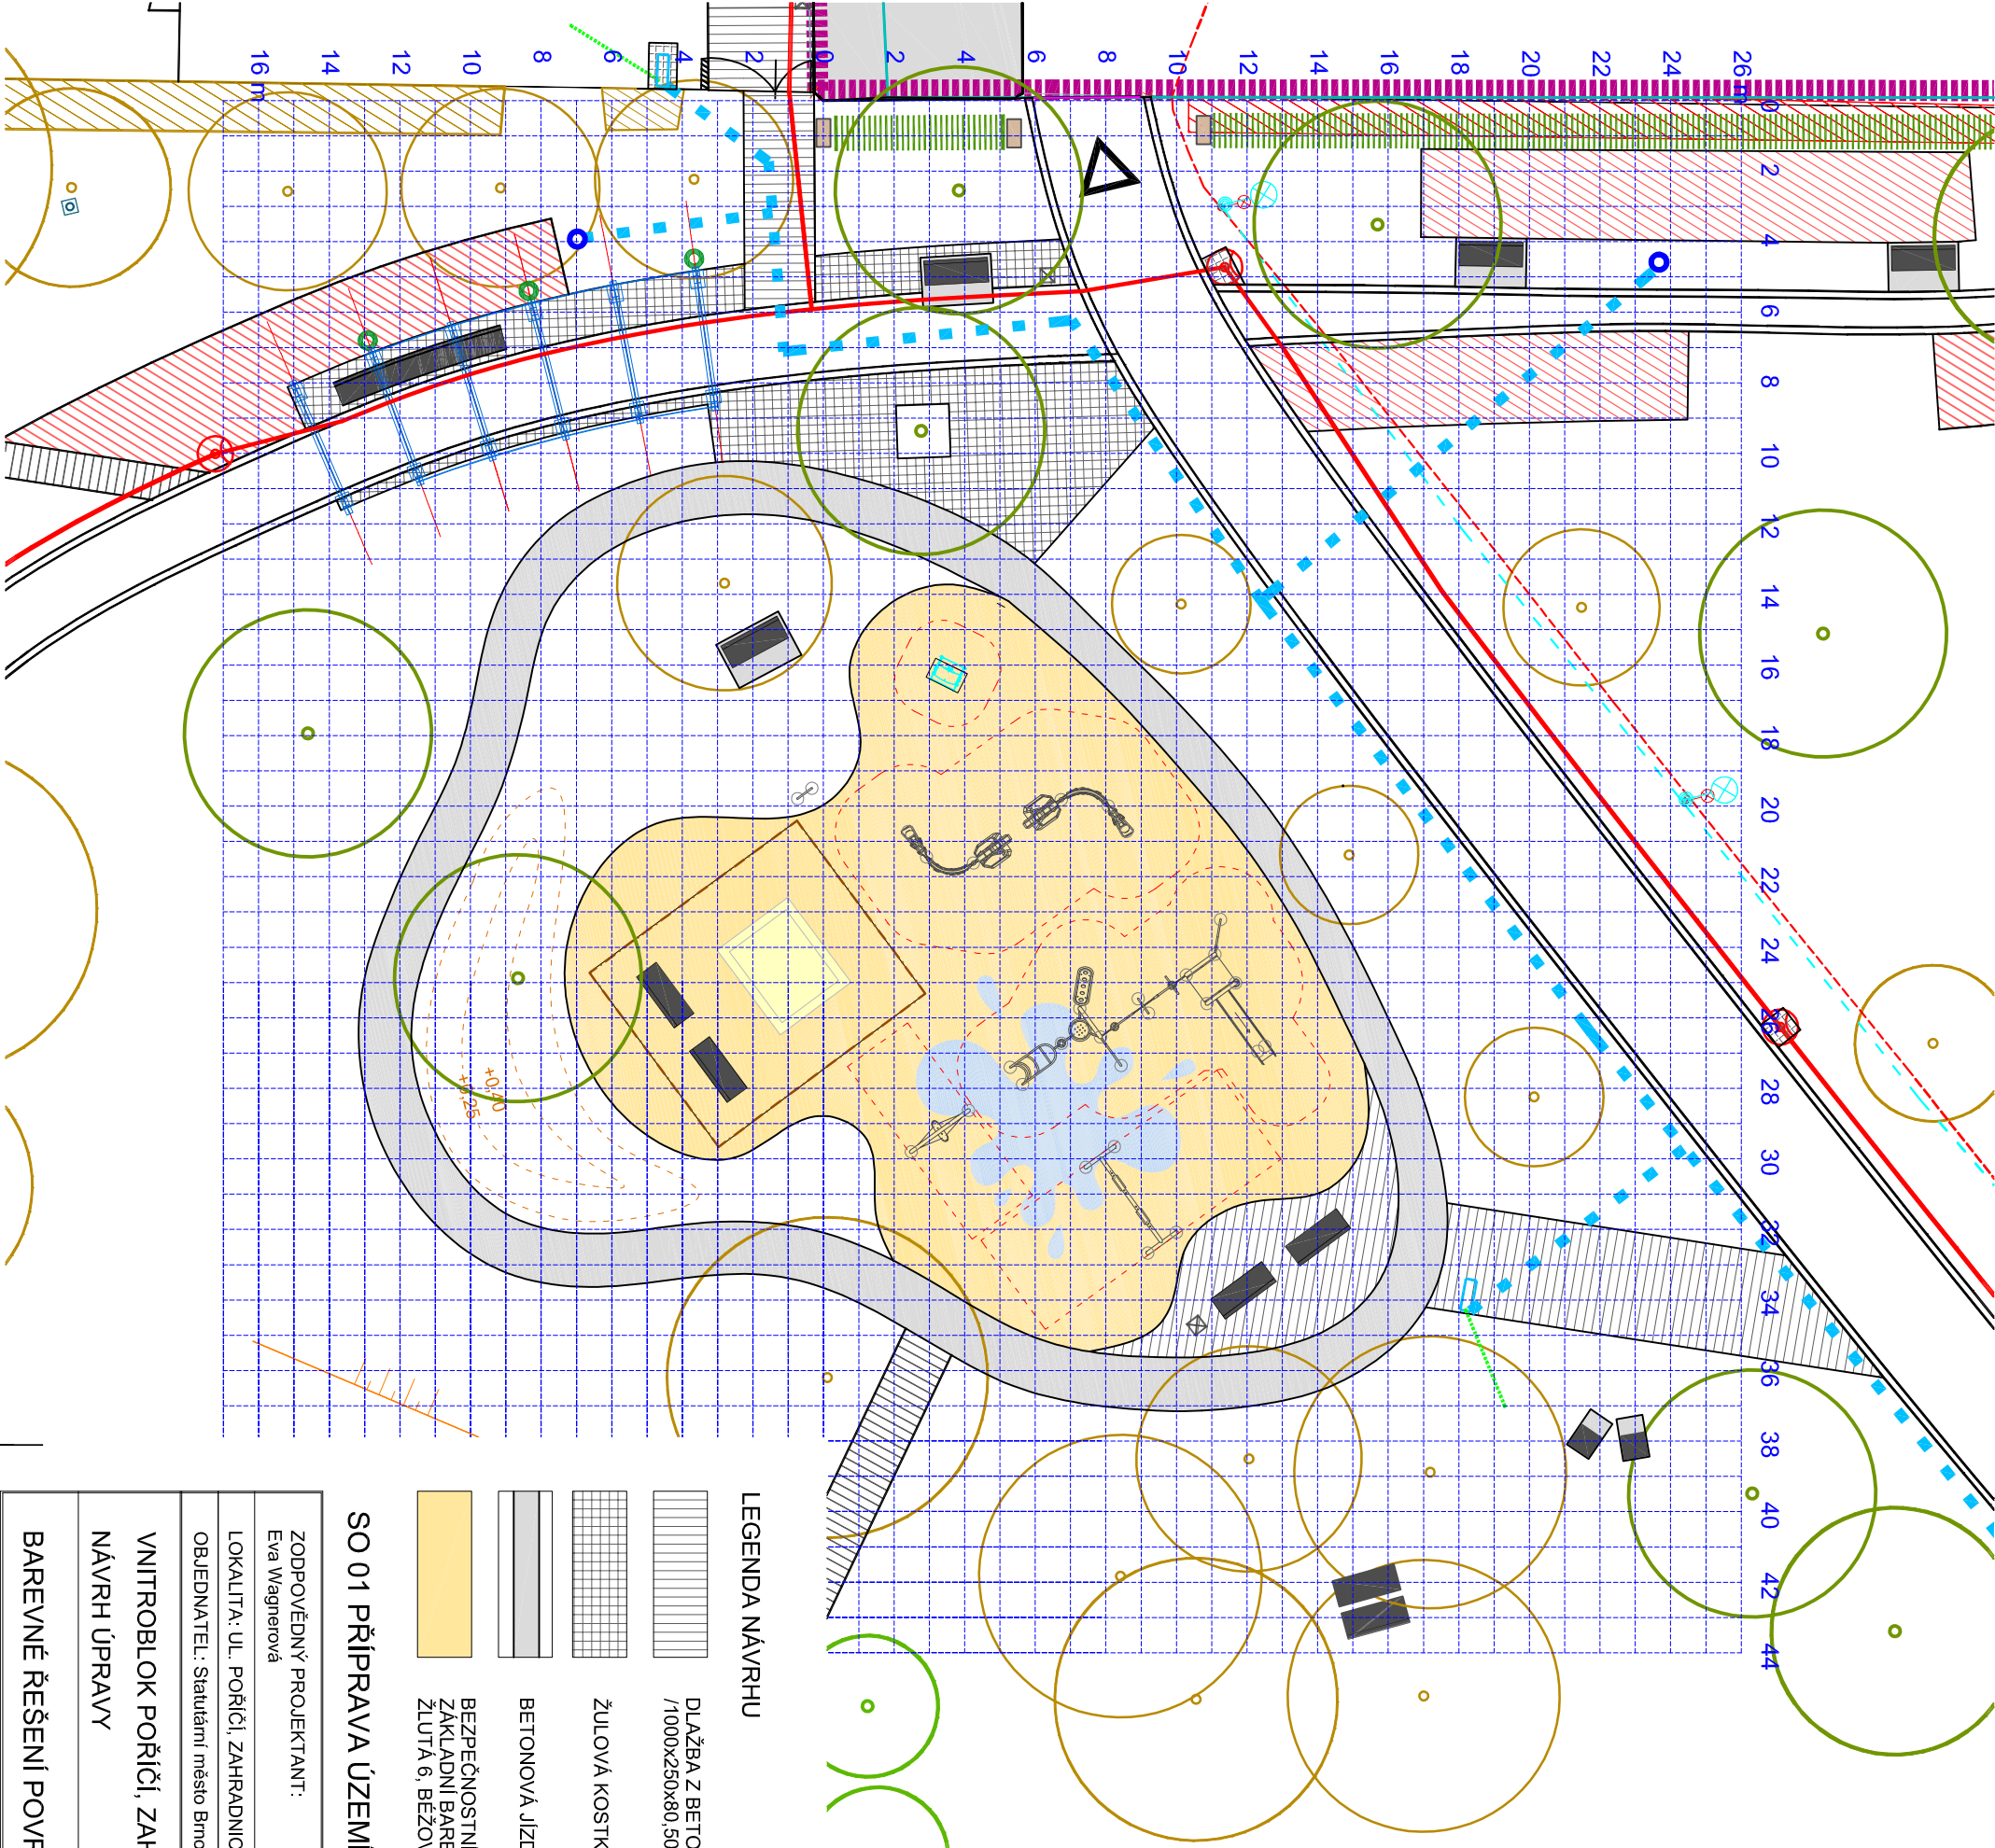 16 14 12 10 8 6 4 2 0 2 4 6 8 10 12 14 16 18 20 22 24 26
m
m
0
2
4
6
8
10
12
14
16
18
20
22
24
26
28
30
32
34
36
38
40
42
44
+0,40
+0,25
LEGENDA NÁVRHU
DLAŽBA Z BETO
/1000x250x80,50
ŽULOVÁ KOSTK
BETONOVÁ JÍZD
BEZPEČNOSTNÍ
ZÁKLADNÍ BARE
ŽLUTÁ 6, BÉŽOV
SO 01 PŘÍPRAVA ÚZEMÍ
ZODPOVĚDNÝ PROJEKTANT:
Eva Wagnerová
LOKALITA: UL. POŘÍČÍ, ZAHRADNIC
OBJEDNATEL: Statutární město Brno
VNITROBLOK POŘÍČÍ, ZAH
NÁVRH ÚPRAVY
BAREVNÉ ŘEŠENÍ POVR